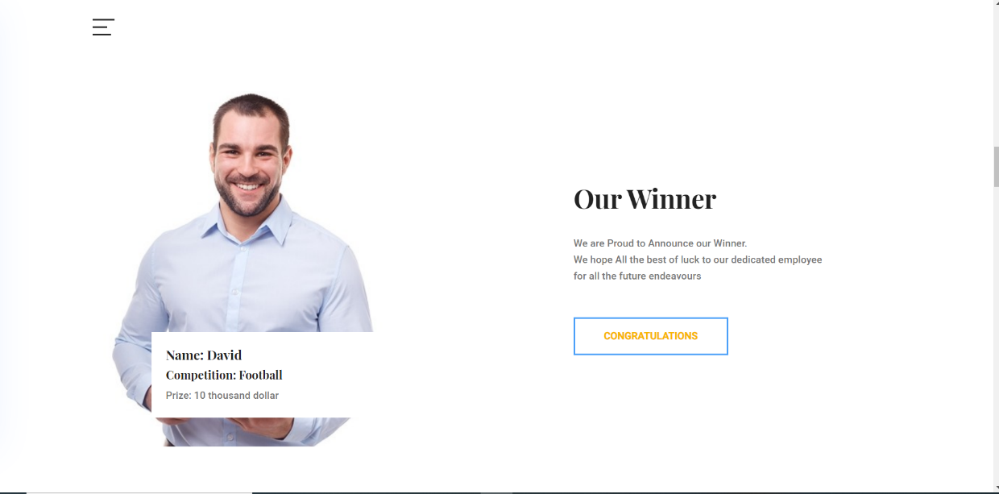 Our Winner
We are Proud to Announce our Winner.
We hope All the best of luck to our dedicated employee
for all the future endeavours
CONGRATULATIONS
Name: David
Competition: Football
Prize: 10 thousand dollar